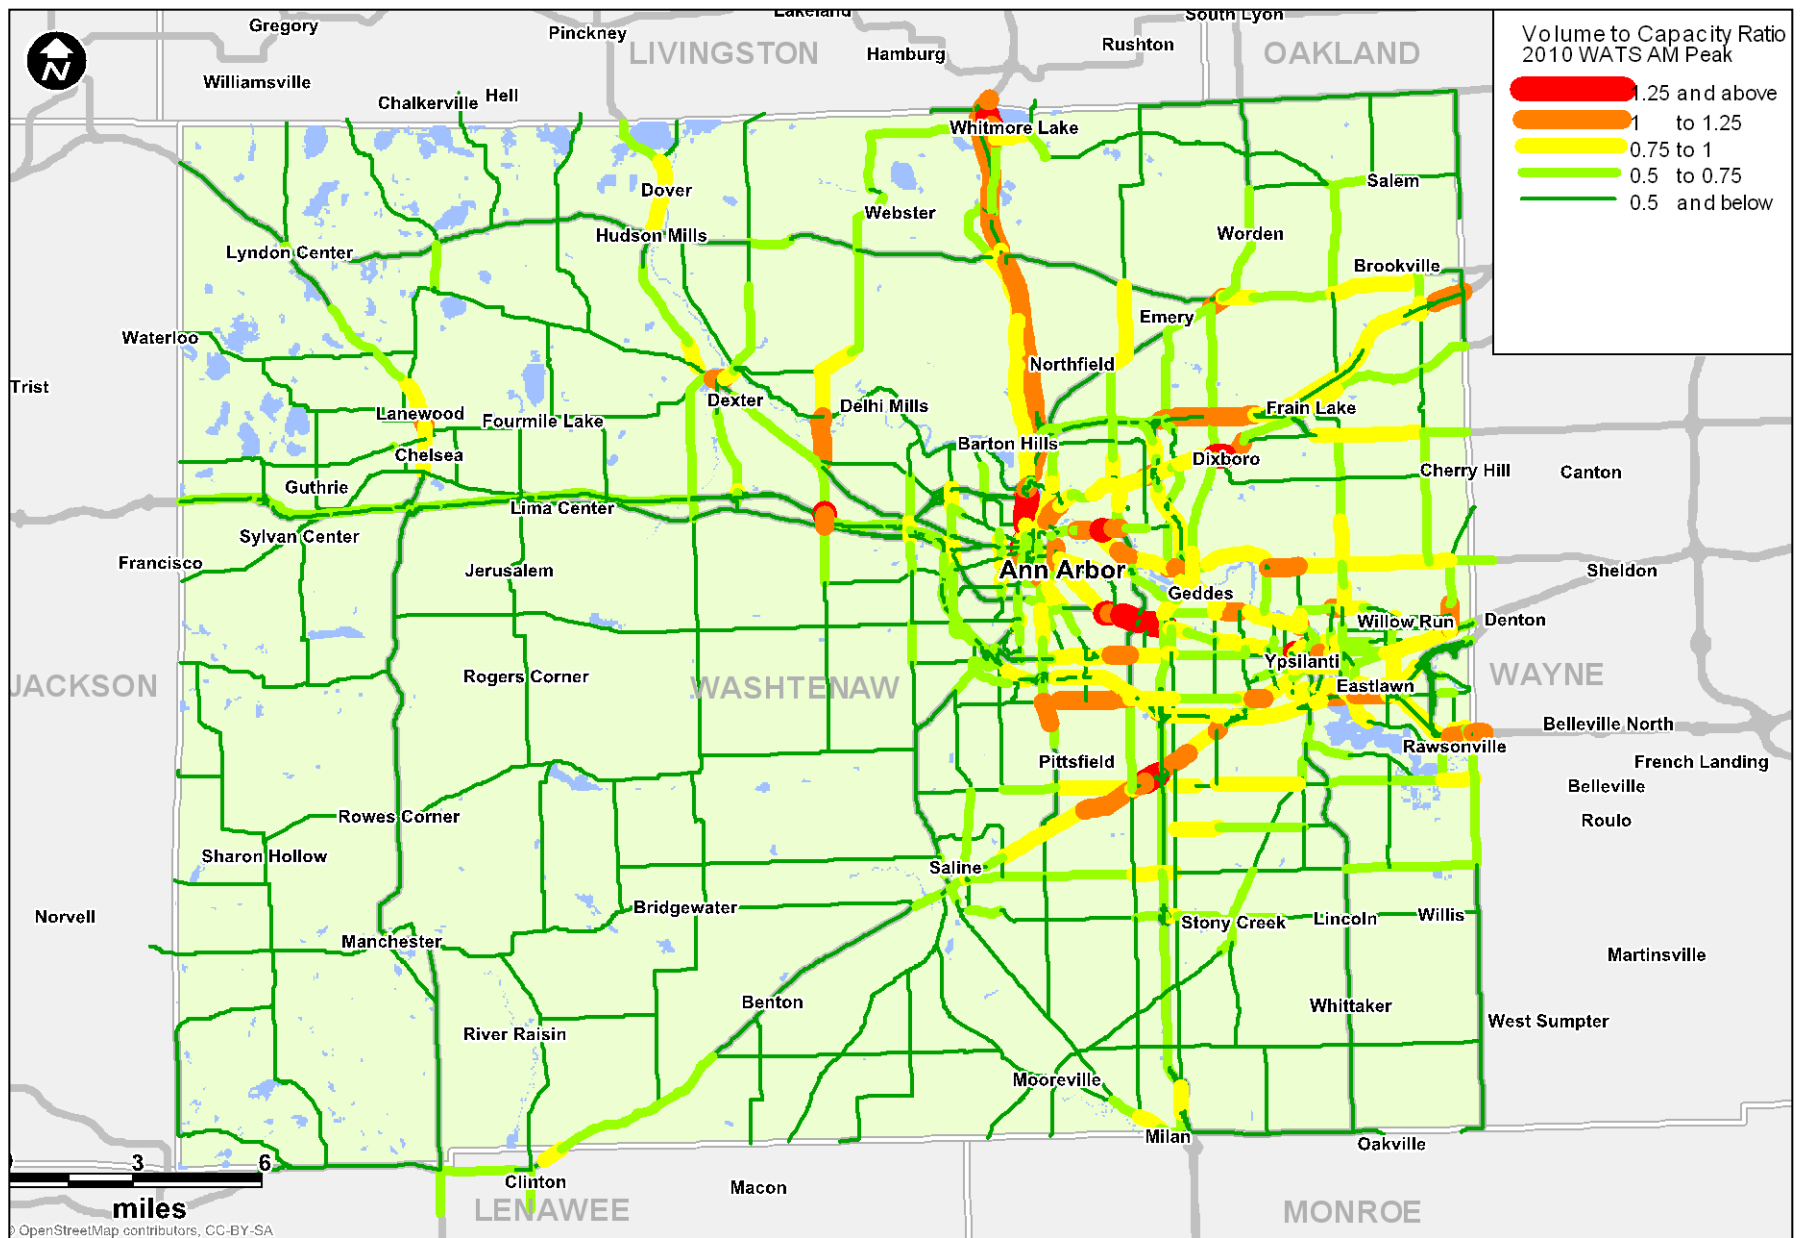 Lakeland
South Lyon
Gregory
Pinckney
LIVINGSTON
Hamburg
Rushton
OAKLAND
Volume to Capacity Ratio
2010 WATS AM Peak
1.25 and above
1 to 1.25
0.75 to 1
0.5 to 0.75
0.5 and below
N
Williamsville
Chalkerville
Hell
Whitmore Lake
Dover
Salem
Webster
Hudson Mills
Worden
Lyndon Center
Brookville
Emery
Waterloo
Northfield
Trist
Dexter
Delhi Mills
Frain Lake
Lanewood
Fourmile Lake
Barton Hills
Chelsea
Dixboro
Cherry Hill
Canton
Guthrie
Lima Center
Sylvan Center
Francisco
Jerusalem
Ann Arbor
Sheldon
Geddes
Willow Run
Denton
Ypsilanti
JACKSON
Rogers Corner
WASHTENAW
Eastlawn
WAYNE
Belleville North
Rawsonville
Pittsfield
French Landing
Belleville
Rowes Corner
Roulo
Sharon Hollow
Saline
Norvell
Bridgewater
Stony Creek
Lincoln
Willis
Manchester
Martinsville
Benton
Whittaker
River Raisin
West Sumpter
Mooreville
Milan
Oakville
3 6
miles
Clinton
Macon
LENAWEE
MONROE
OpenStreetMap contributors, CC-BY-SA